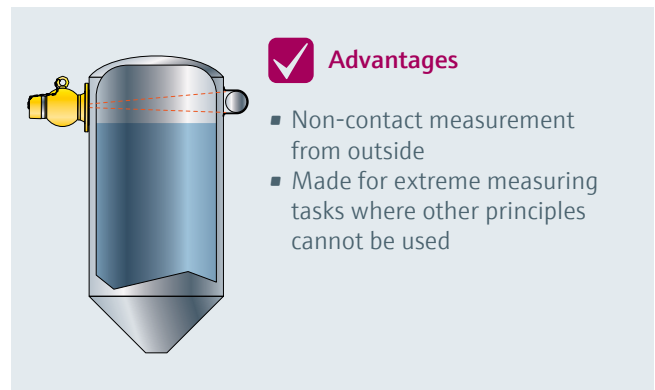 Advantages
▪ Non-contact measurement
from outside
▪ Made for extreme measuring
tasks where other principles
cannot be used